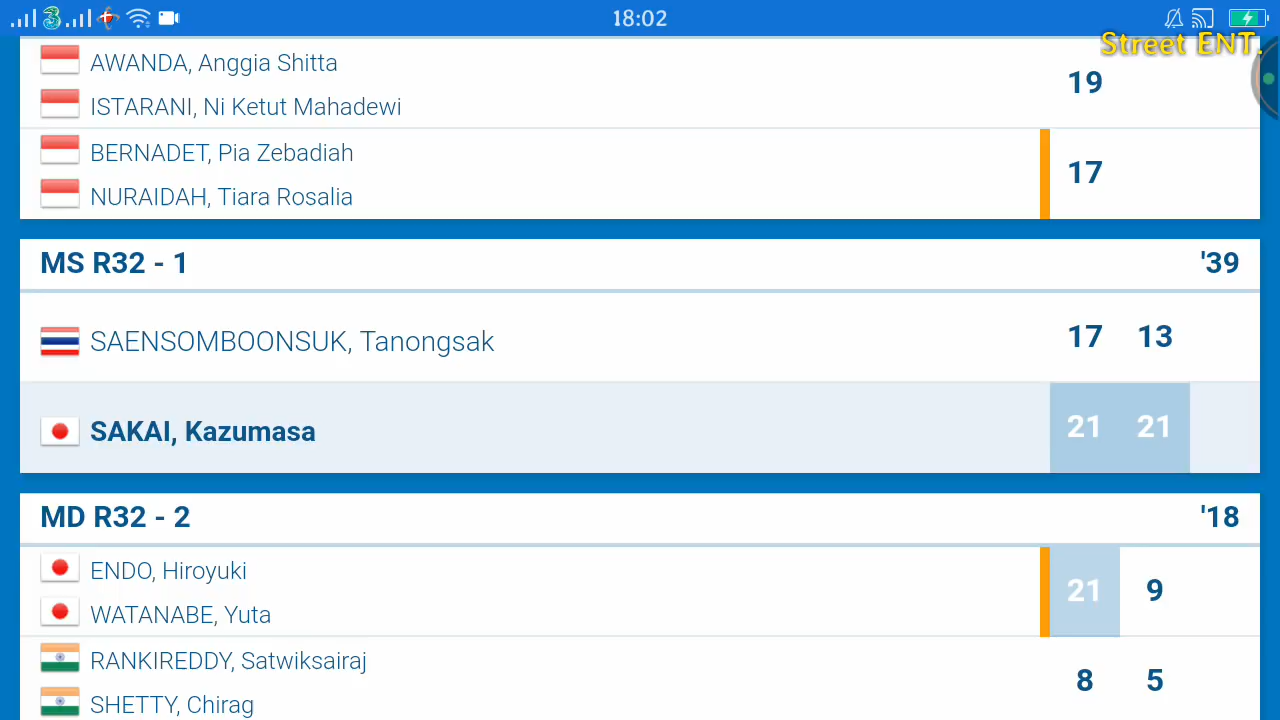 3 18:02
Street ENT.
AWANDA, Anggia Shitta
ISTARANI, Ni Ketut Mahadewi
19
BERNADET, Pia Zebadiah
NURAIDAH, Tiara Rosalia
17
MS R32 - 1 '39
SAENSOMBOONSUK, Tanongsak 17 13
SAKAI, Kazumasa 21 21
MD R32 - 2 '18
ENDO, Hiroyuki
WATANABE, Yuta
21 9
RANKIREDDY, Satwiksairaj
SHETTY, Chirag
8 5